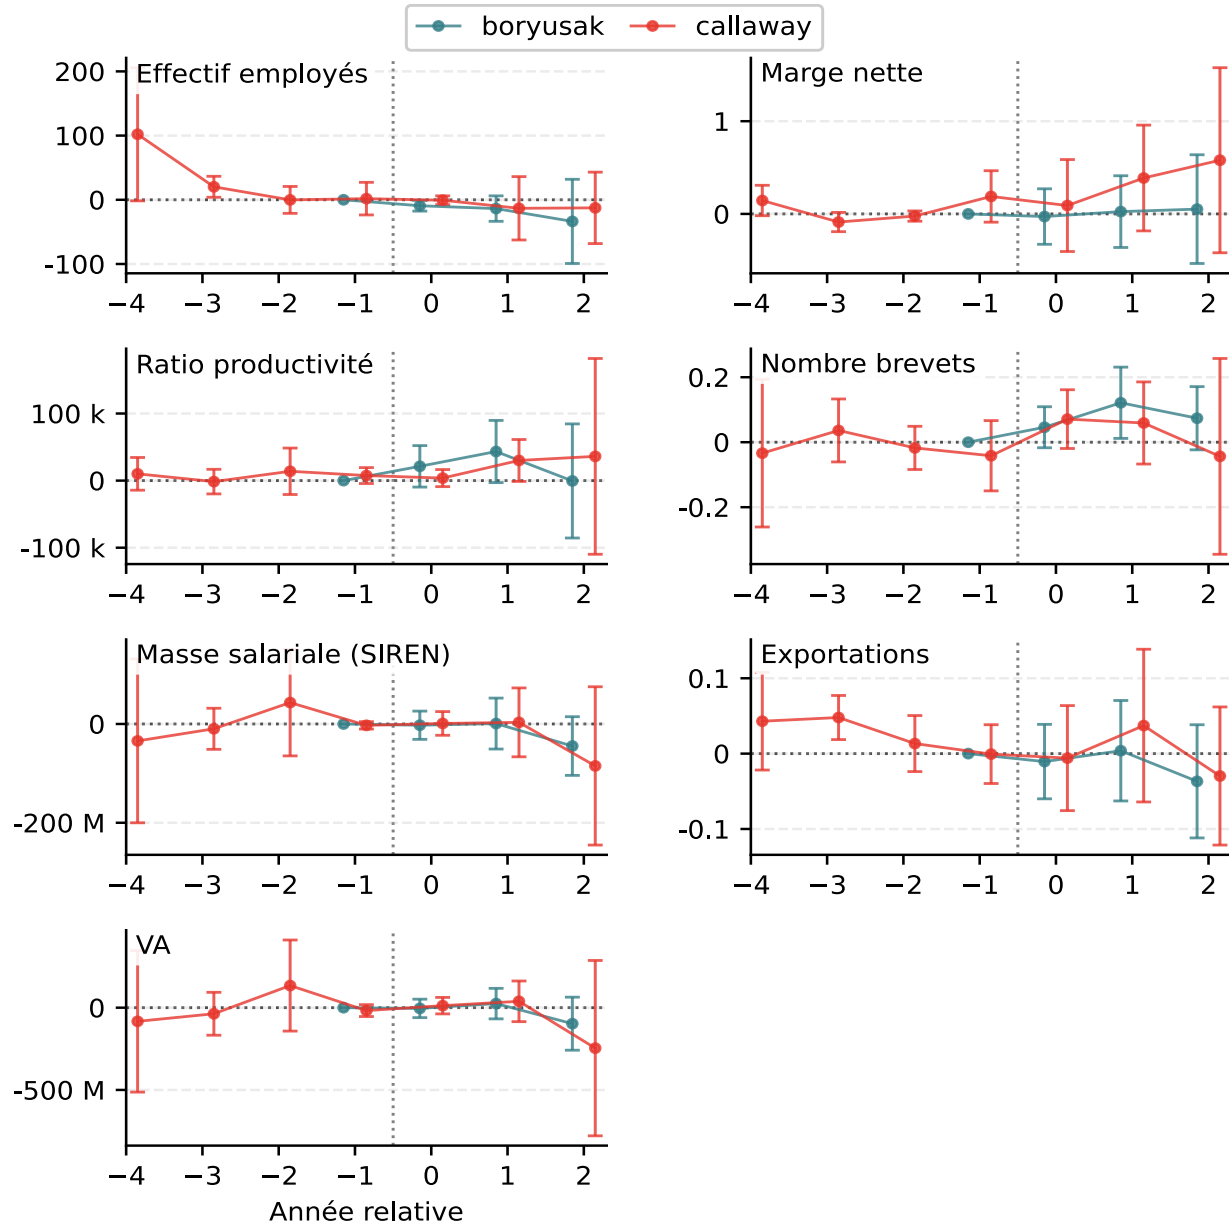 boryusak callaway
Effectif employés
200
100
0
-100
−4 −3 −2 −1 0 1 2
Marge nette
1
0
−4 −3 −2 −1 0 1 2
Ratio productivité
100 k
0
-100 k
−4 −3 −2 −1 0 1 2
Nombre brevets
0.2
0
-0.2
−4 −3 −2 −1 0 1 2
Masse salariale (SIREN)
0
-200 M
−4 −3 −2 −1 0 1 2
Exportations
0.1
0
-0.1
−4 −3 −2 −1 0 1 2
VA
0
-500 M
−4 −3 −2 −1 0 1 2
Année relative